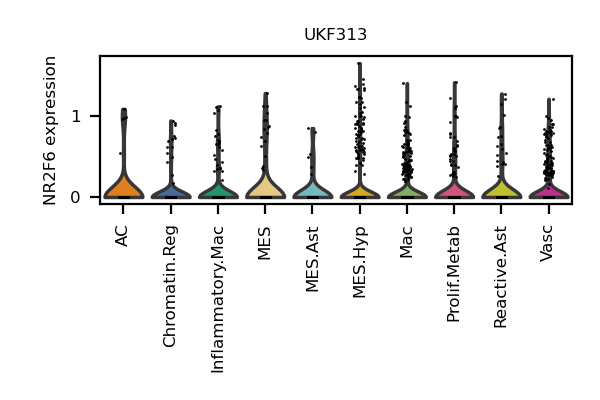 UKF313
NR2F6 expression
1
0
AC
Chromatin.Reg
Inflammatory.Mac
MES
MES.Ast
MES.Hyp
Mac
Prolif.Metab
Reactive.Ast
Vasc